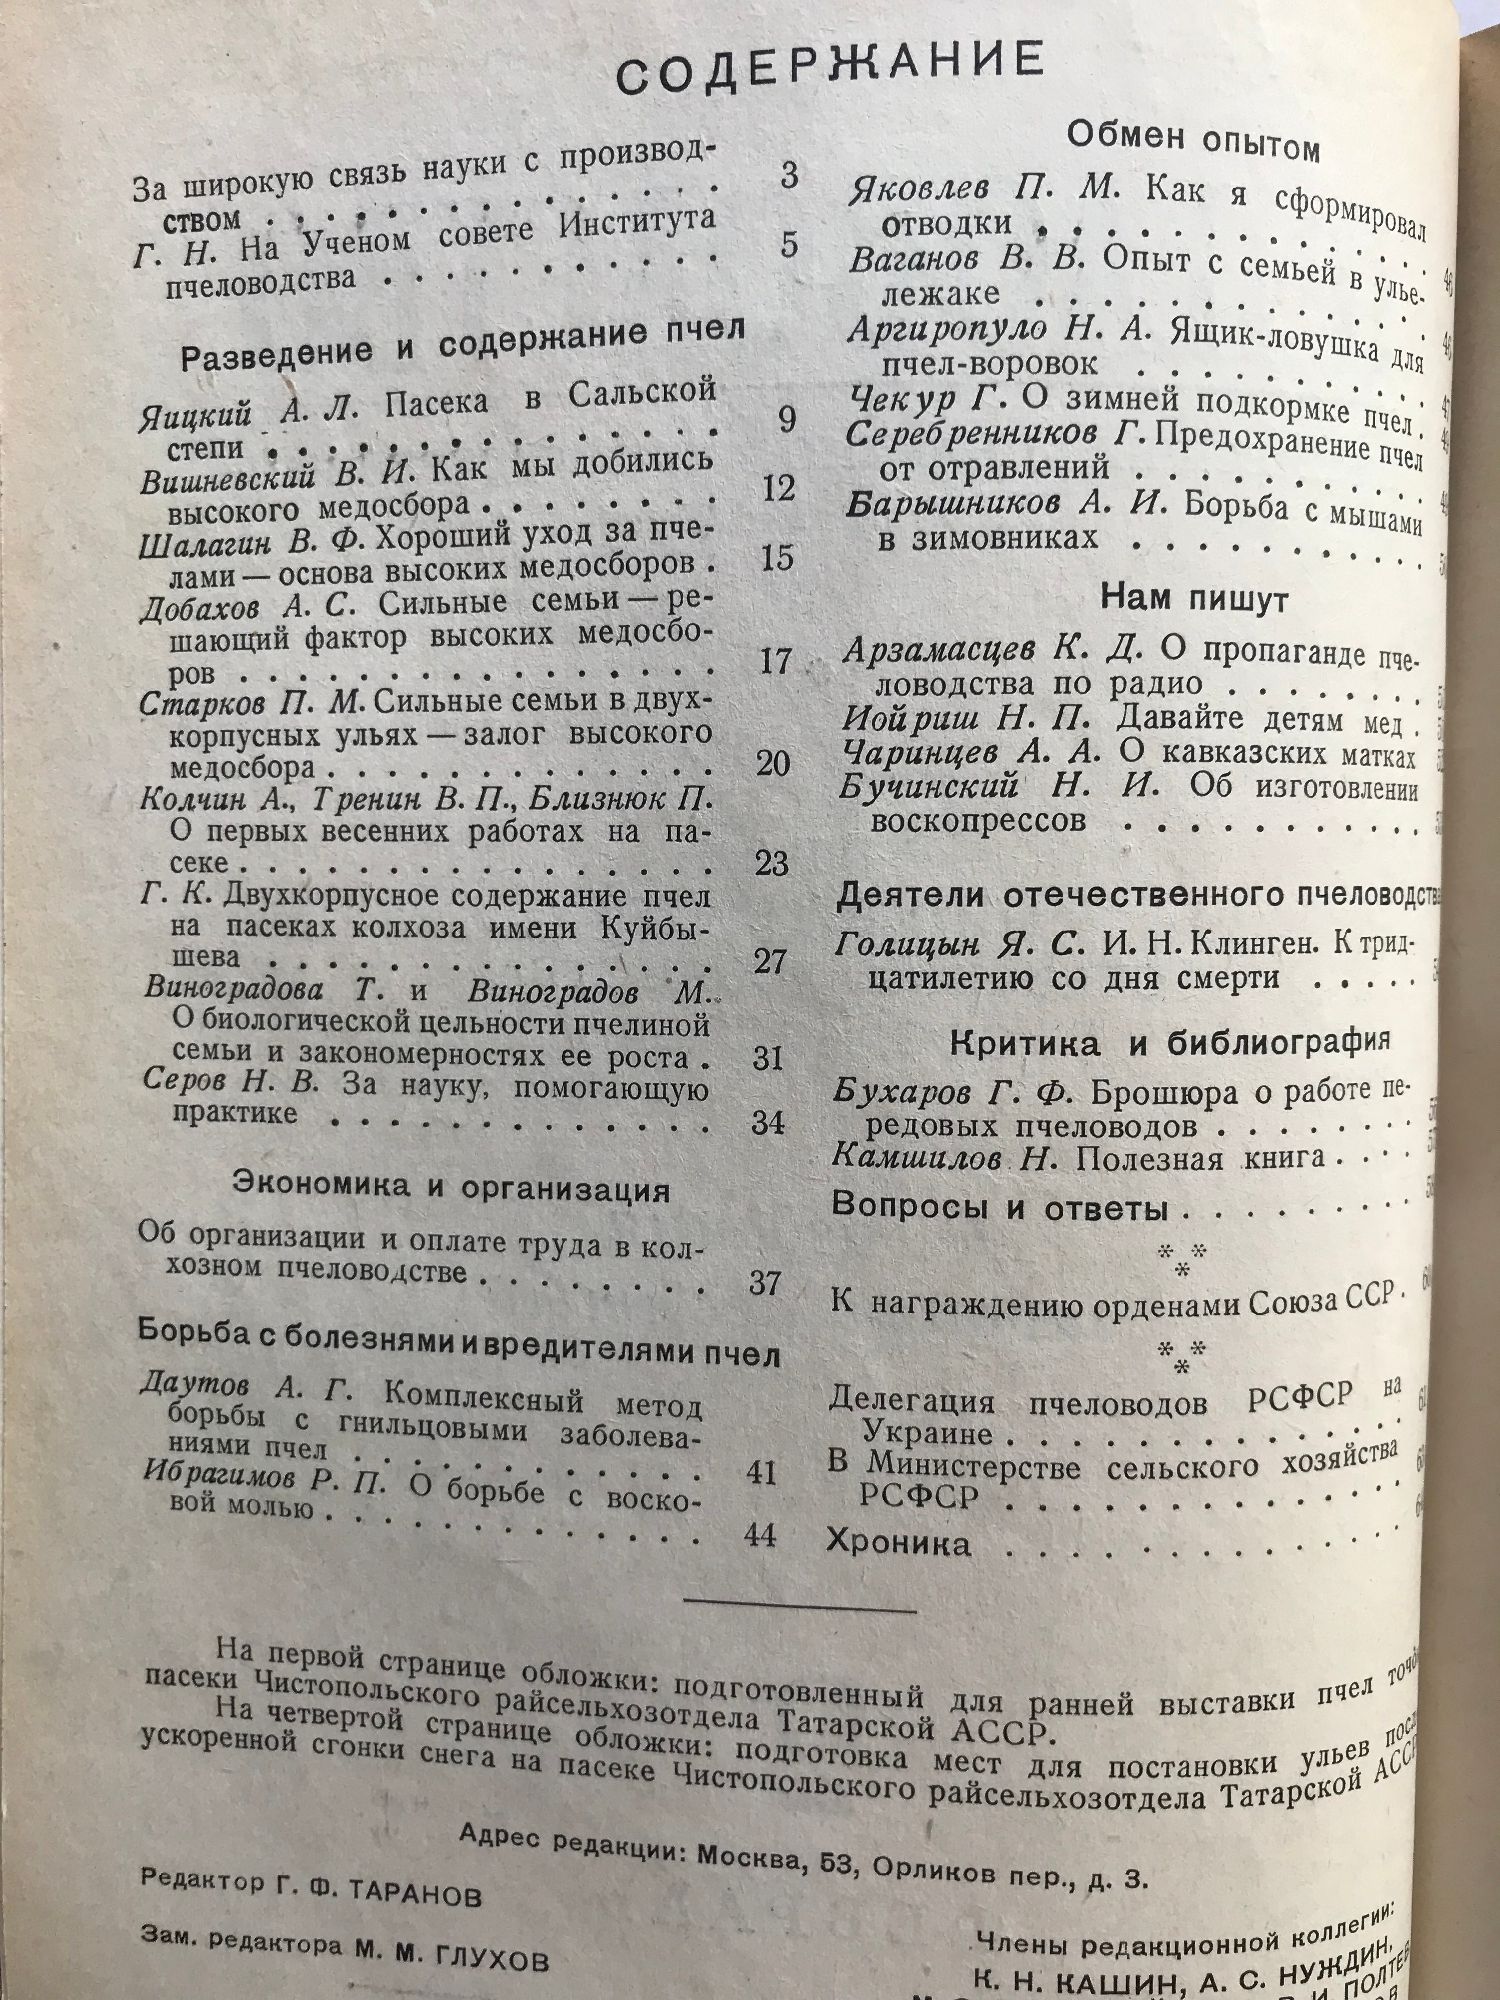 СОДЕРЖАНИЕ
За широкую связь науки с производ-
ством . . . . . . . . . . . . 3
Г. Н. На Ученом совете Института
пчеловодства . . . . . . . . . . 5
Разведение и содержание пчел
Яицкий А. Л. Пасека в Сальской
степи . . . . . . . . . . . . . 9
Вишневский В. И. Как мы добились
высокого медосбора . . . . . . . . 12
Шалагин В. Ф. Хороший уход за пче-
лами — основа высоких медосборов . 15
Добахов А. С. Сильные семьи — ре-
шающий фактор высоких медосбо-
ров . . . . . . . . . . . . . . 17
Старков П. М. Сильные семьи в двух-
корпусных ульях — залог высокого
медосбора . . . . . . . . . . . . 20
Колчин А., Тренин В. П., Близнюк П.
О первых весенних работах на па-
секе . . . . . . . . . . . . . . 23
Г. К. Двухкорпусное содержание пчел
на пасеках колхоза имени Куйбы-
шева . . . . . . . . . . . . . . 27
Виноградова Т. и Виноградов М.
О биологической цельности пчелиной
семьи и закономерностях ее роста . 31
Серов Н. В. За науку, помогающую
практике . . . . . . . . . . . . 34
Экономика и организация
Об организации и оплате труда в кол-
хозном пчеловодстве . . . . . . . . 37
Борьба с болезнями и вредителями пчел
Даутов А. Г. Комплексный метод
борьбы с гнильцовыми заболева-
ниями пчел . . . . . . . . . . . 41
Ибрагимов Р. П. О борьбе с воско-
вой молью . . . . . . . . . . . . 44
Обмен опытом
Яковлев П. М. Как я сформировал
отводки . . . . . . . . . . . .
Ваганов В. В. Опыт с семьей в улье-
лежаке . . . . . . . . . . . .
Аргиропуло Н. А. Ящик-ловушка для
пчел-воровок . . . . . . . . . .
Чекур Г. О зимней подкормке пчел .
Серебренников Г. Предохранение пчел
от отравлений . . . . . . . . . .
Барышников А. И. Борьба с мышами
в зимовниках . . . . . . . . . .
Нам пишут
Арзамасцев К. Д. О пропаганде пче-
ловодства по радио . . . . . . . .
Иойриш Н. П. Давайте детям мед .
Чаринцев А. А. О кавказских матках
Бучинский Н. И. Об изготовлении
воскопрессов . . . . . . . . . . .
Деятели отечественного пчеловодства
Голицын Я. С. И. Н. Клинген. К трид-
цатилетию со дня смерти . . . . .
Критика и библиография
Бухаров Г. Ф. Брошюра о работе пе-
редовых пчеловодов . . . . . . . .
Камшилов Н. Полезная книга . . . .
Вопросы и ответы . . . . . . . . .
* *
*
К награждению орденами Союза ССР .
* *
*
Делегация пчеловодов РСФСР на
Украине . . . . . . . . . . . . .
В Министерстве сельского хозяйства
РСФСР . . . . . . . . . . . . .
Хроника . . . . . . . . . . . . .
На первой странице обложки: подготовленный для ранней выставки пчел
пасеки Чистопольского райсельхозотдела Татарской АССР.
На четвертой странице обложки: подготовка мест для постановки ульев
ускоренной сгонки снега на пасеке Чистопольского райсельхозотдела Татарской АССР
Адрес редакции: Москва, 53, Орликов пер., д. 3.
Редактор Г. Ф. ТАРАНОВ
Зам. редактора М. М. ГЛУХОВ
Члены редакционной коллегии:
К. Н. КАШИН, А. С. НУЖДИН,